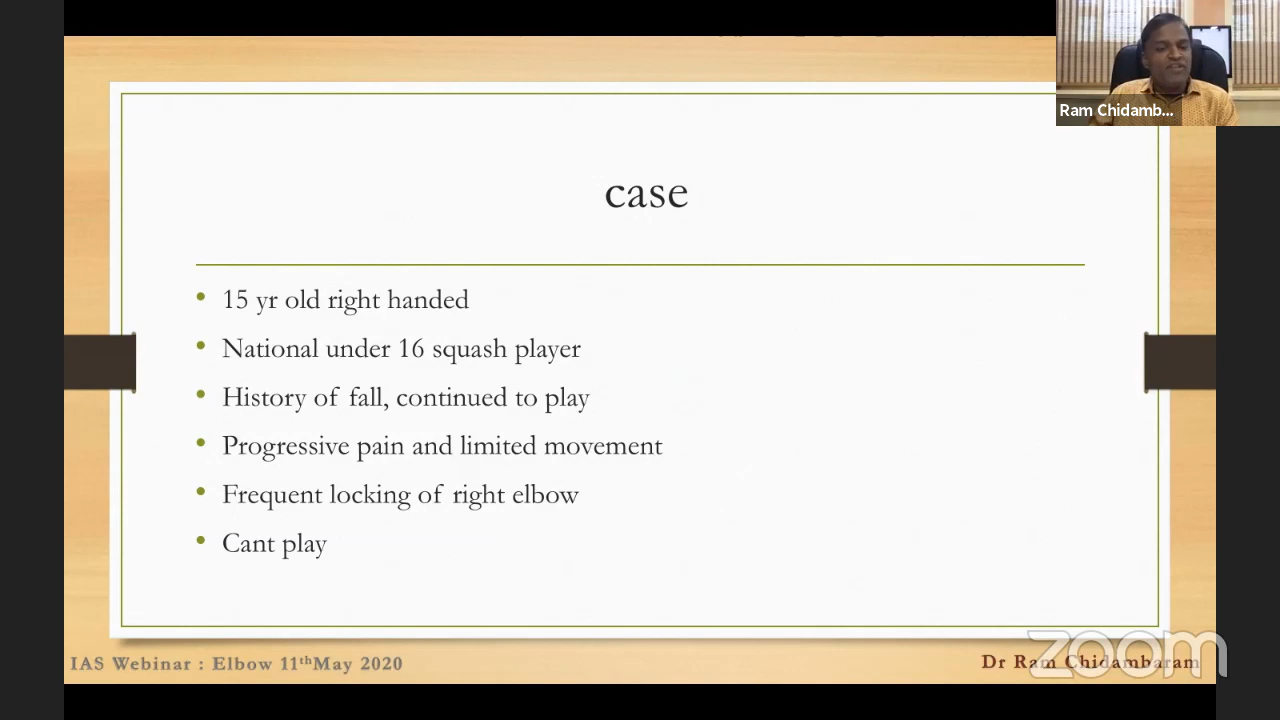 Ram Chidamb...
case
• 15 yr old right handed
• National under 16 squash player
• History of fall, continued to play
• Progressive pain and limited movement
• Frequent locking of right elbow
• Cant play
IAS Webinar : Elbow 11thMay 2020
Dr Ram Chidambaram
zoom